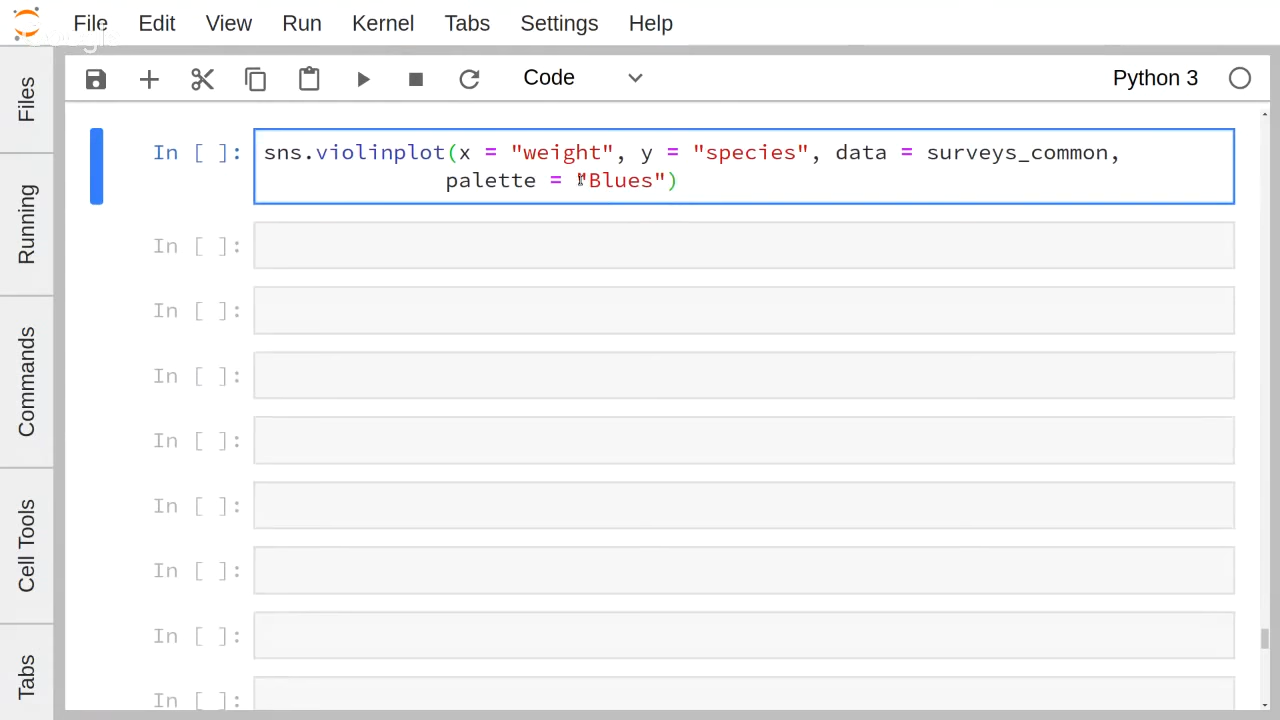 File Edit View Run Kernel Tabs Settings Help
Code
Python 3
Files
Running
Commands
Cell Tools
Tabs
In [ ]: sns.violinplot(x = "weight", y = "species", data = surveys_common,
palette = "Blues")
In [ ]:
In [ ]:
In [ ]:
In [ ]:
In [ ]:
In [ ]:
In [ ]:
In [ ]: